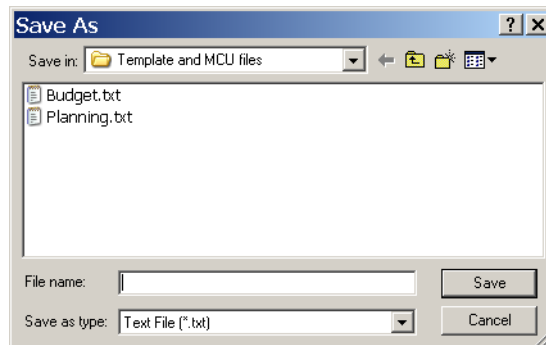 Save As
Save in: Template and MCU files
Budget.txt
Planning.txt
File name: Save
Save as type: Text File (*.txt) Cancel